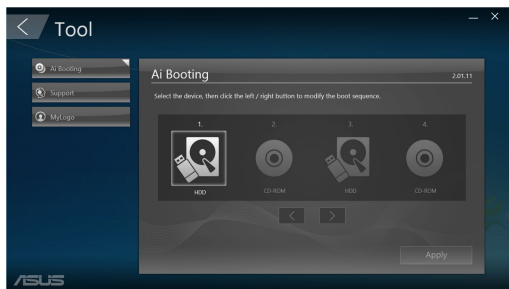 Tool
Ai Booting
Support
MyLogo
Ai Booting
2.01.11
Select the device, then click the left / right button to modify the boot sequence.
1.
2.
3.
4.
HDD
CD-ROM
HDD
CD-ROM
Apply
ASUS